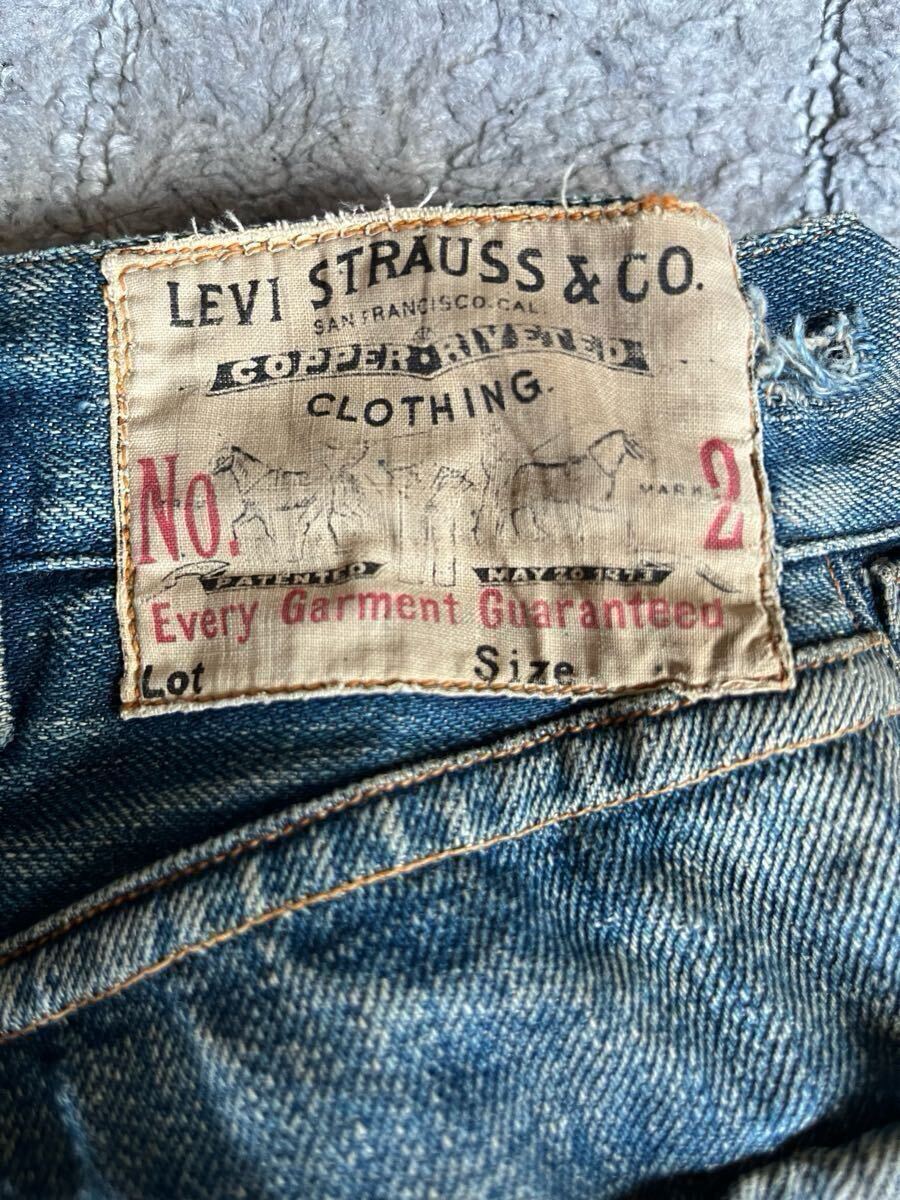 LEVI STRAUSS & CO.
SAN FRANCISCO. CAL.
COPPER RIVETED
CLOTHING.
No. MARK 2
PATENTED MAY 20 1873
Every Garment Guaranteed
Lot Size